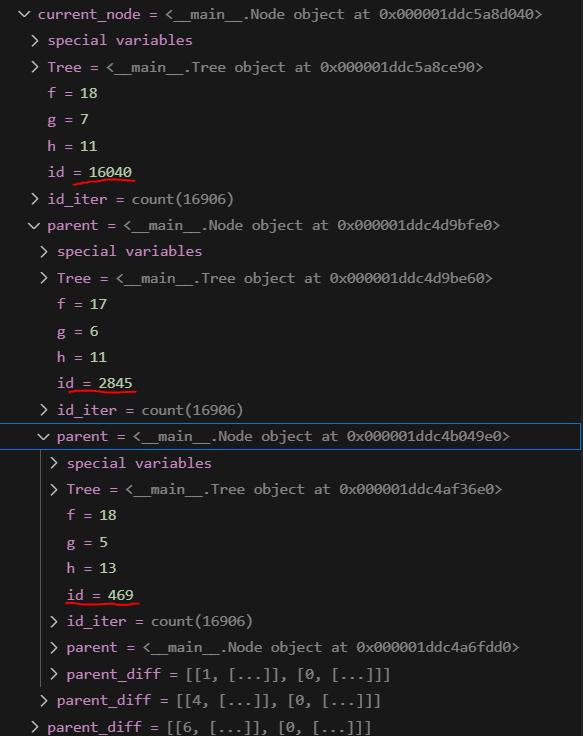 current_node = <__main__.Node object at 0x000001ddc5a8d040>
special variables
Tree = <__main__.Tree object at 0x000001ddc5a8ce90>
f = 18
g = 7
h = 11
id = 16040
id_iter = count(16906)
parent = <__main__.Node object at 0x000001ddc4d9bfe0>
special variables
Tree = <__main__.Tree object at 0x000001ddc4d9be60>
f = 17
g = 6
h = 11
id = 2845
id_iter = count(16906)
parent = <__main__.Node object at 0x000001ddc4b049e0>
special variables
Tree = <__main__.Tree object at 0x000001ddc4af36e0>
f = 18
g = 5
h = 13
id = 469
id_iter = count(16906)
parent = <__main__.Node object at 0x000001ddc4a6fdd0>
parent_diff = [[1, [...]], [0, [...]]]
parent_diff = [[4, [...]], [0, [...]]]
parent_diff = [[6, [...]], [0, [...]]]